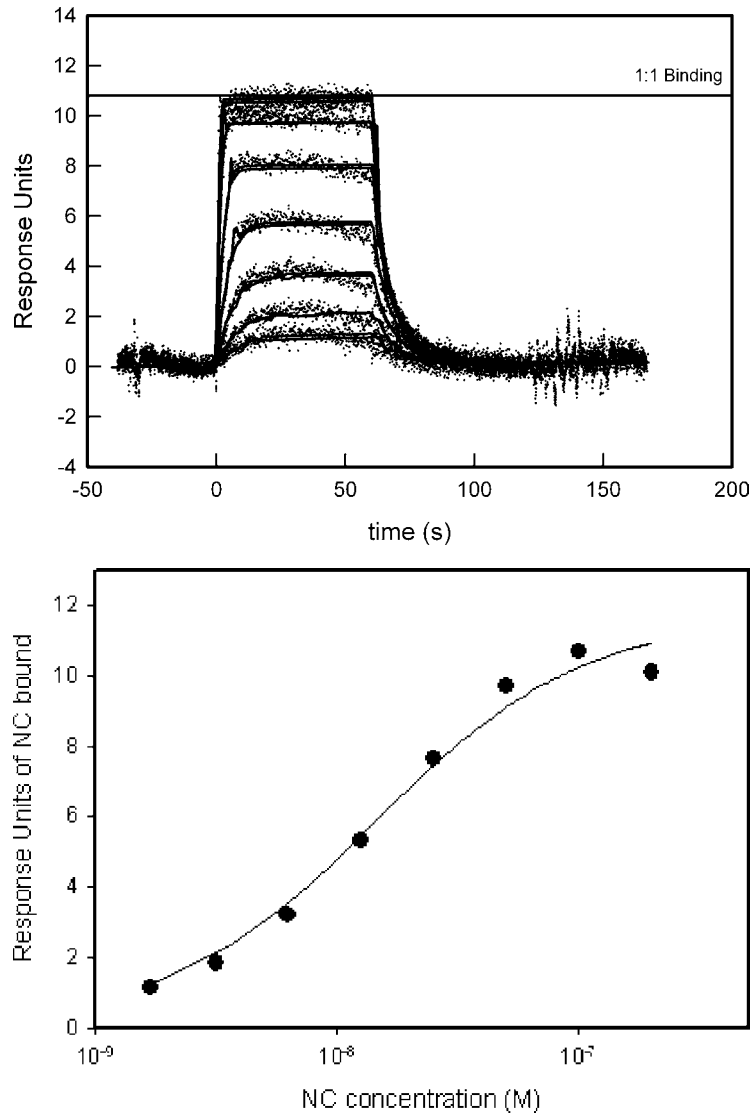 14
12
10
8
6
4
2
0
-2
-4
Response Units
1:1 Binding
-50 0 50 100 150 200
time (s)
12
10
8
6
4
2
0
Response Units of NC bound
10-9 10-8 10-7
NC concentration (M)